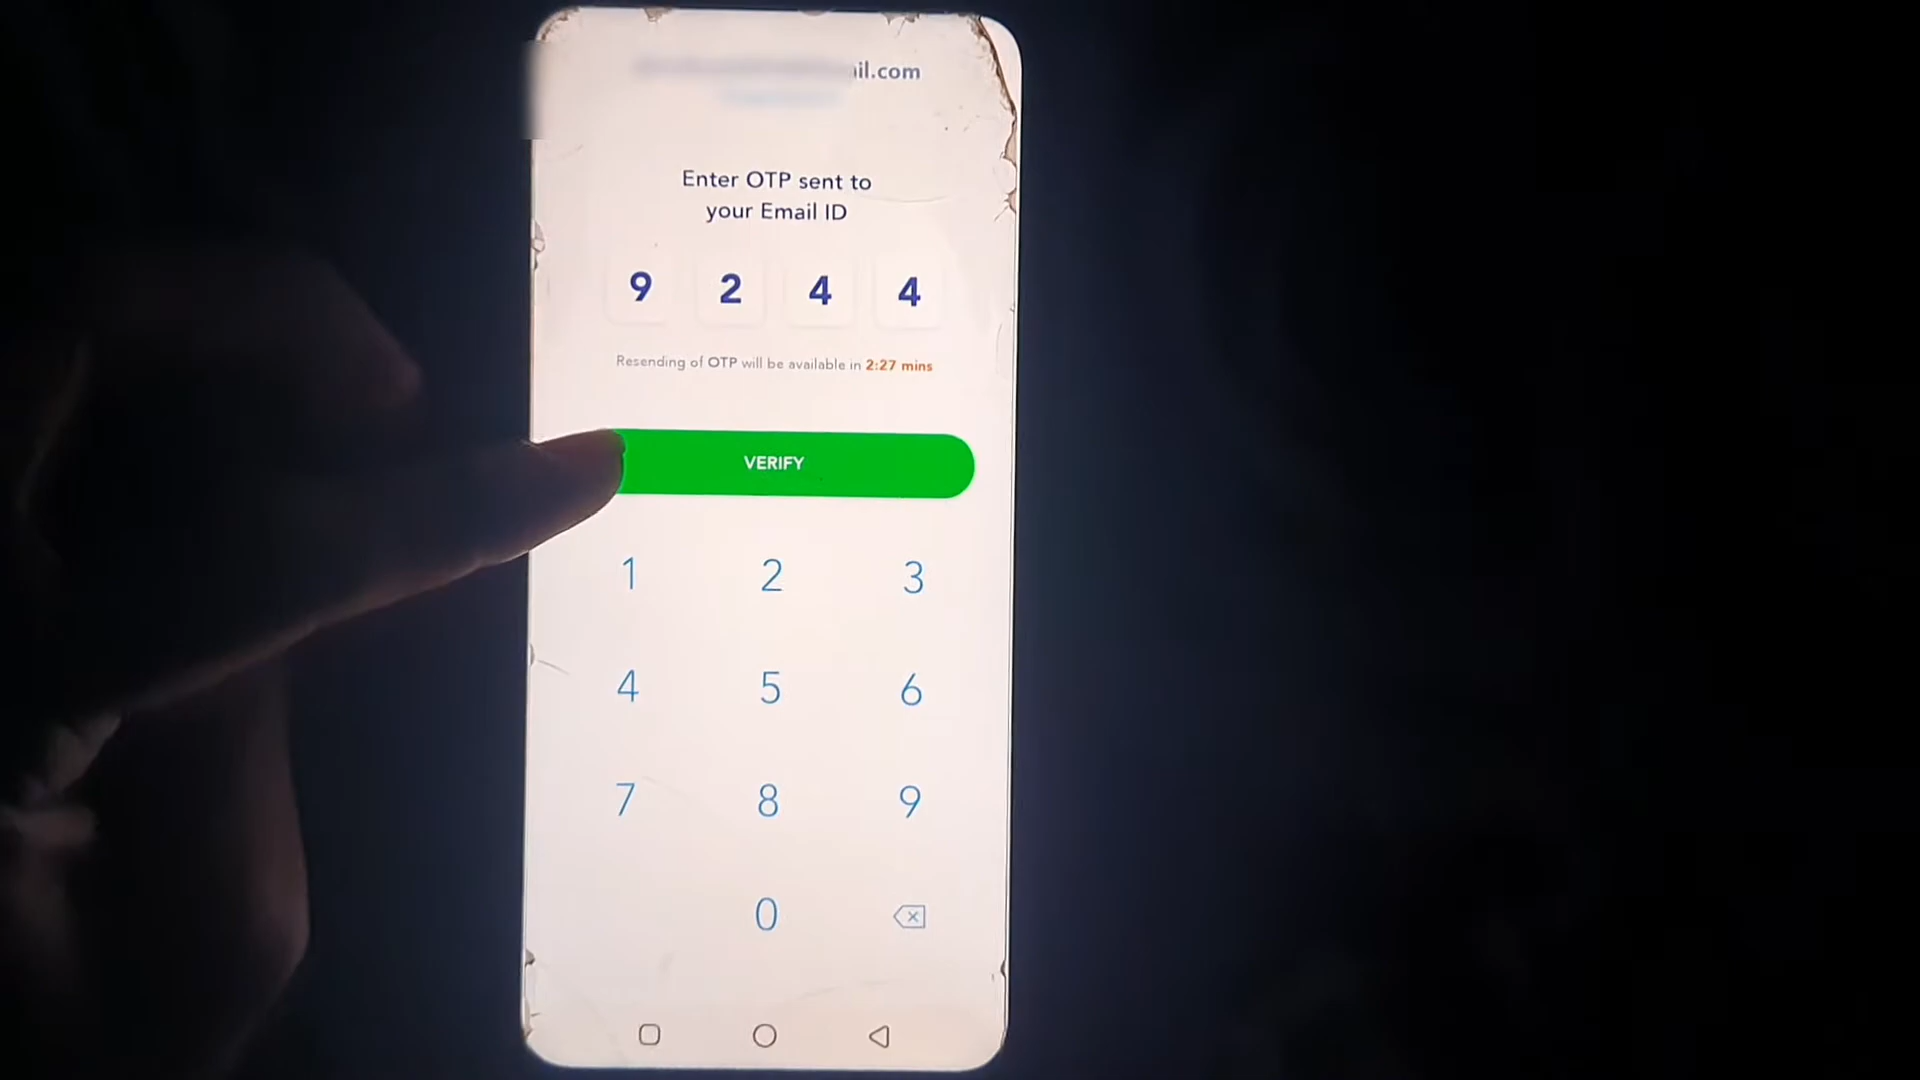 il.com
Enter OTP sent to
your Email ID
9 2 4 4
Resending of OTP will be available in 2:27 mins
VERIFY
1 2 3
4 5 6
7 8 9
0